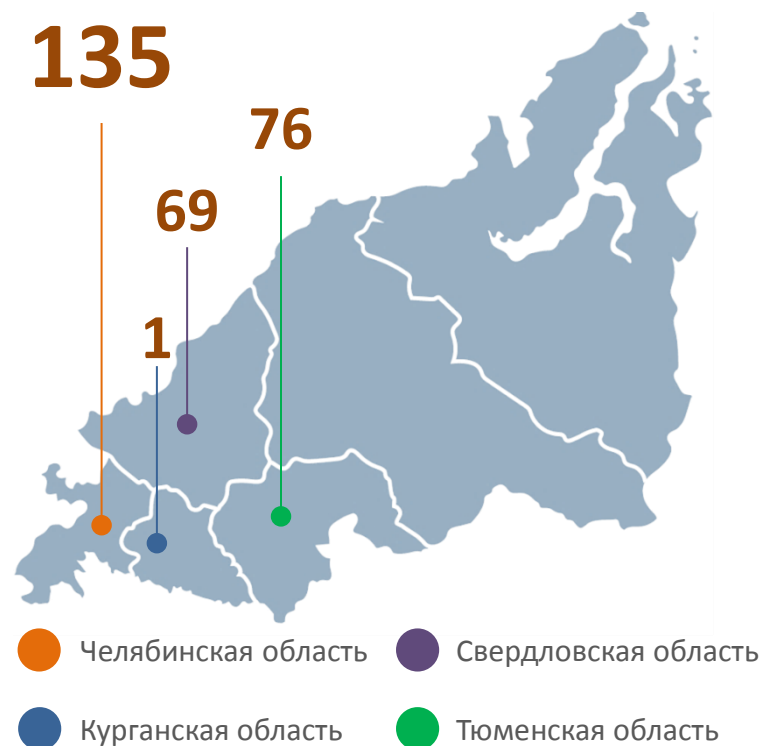 135
76
69
1
Челябинская область
Свердловская область
Курганская область
Тюменская область